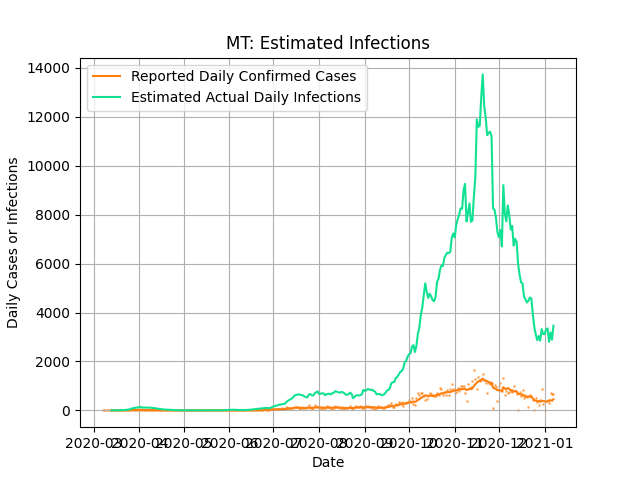 MT: Estimated Infections
Reported Daily Confirmed Cases
Estimated Actual Daily Infections
14000
12000
10000
8000
6000
4000
2000
0
Daily Cases or Infections
2020-03 2020-04 2020-05 2020-06 2020-07 2020-08 2020-09 2020-10 2020-11 2020-12 2021-01
Date